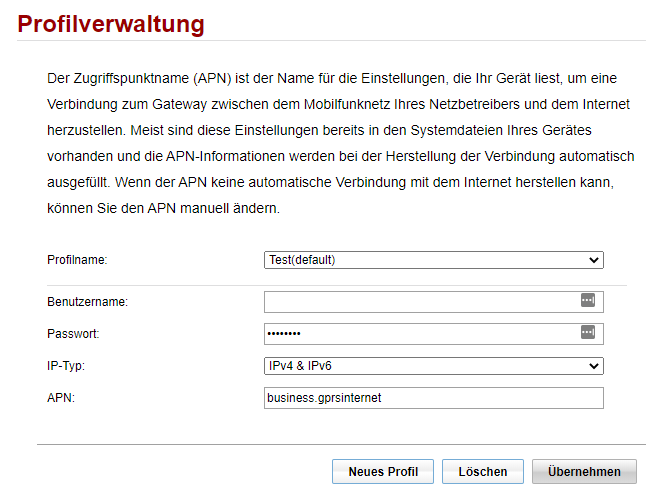 Profilverwaltung
Der Zugriffspunktname (APN) ist der Name für die Einstellungen, die Ihr Gerät liest, um eine
Verbindung zum Gateway zwischen dem Mobilfunknetz Ihres Netzbetreibers und dem Internet
herzustellen. Meist sind diese Einstellungen bereits in den Systemdateien Ihres Gerätes
vorhanden und die APN-Informationen werden bei der Herstellung der Verbindung automatisch
ausgefüllt. Wenn der APN keine automatische Verbindung mit dem Internet herstellen kann,
können Sie den APN manuell ändern.
Profilname: Test(default)
Benutzername:
Passwort: ••••••••
IP-Typ: IPv4 & IPv6
APN: business.gprsinternet
Neues Profil Löschen Übernehmen